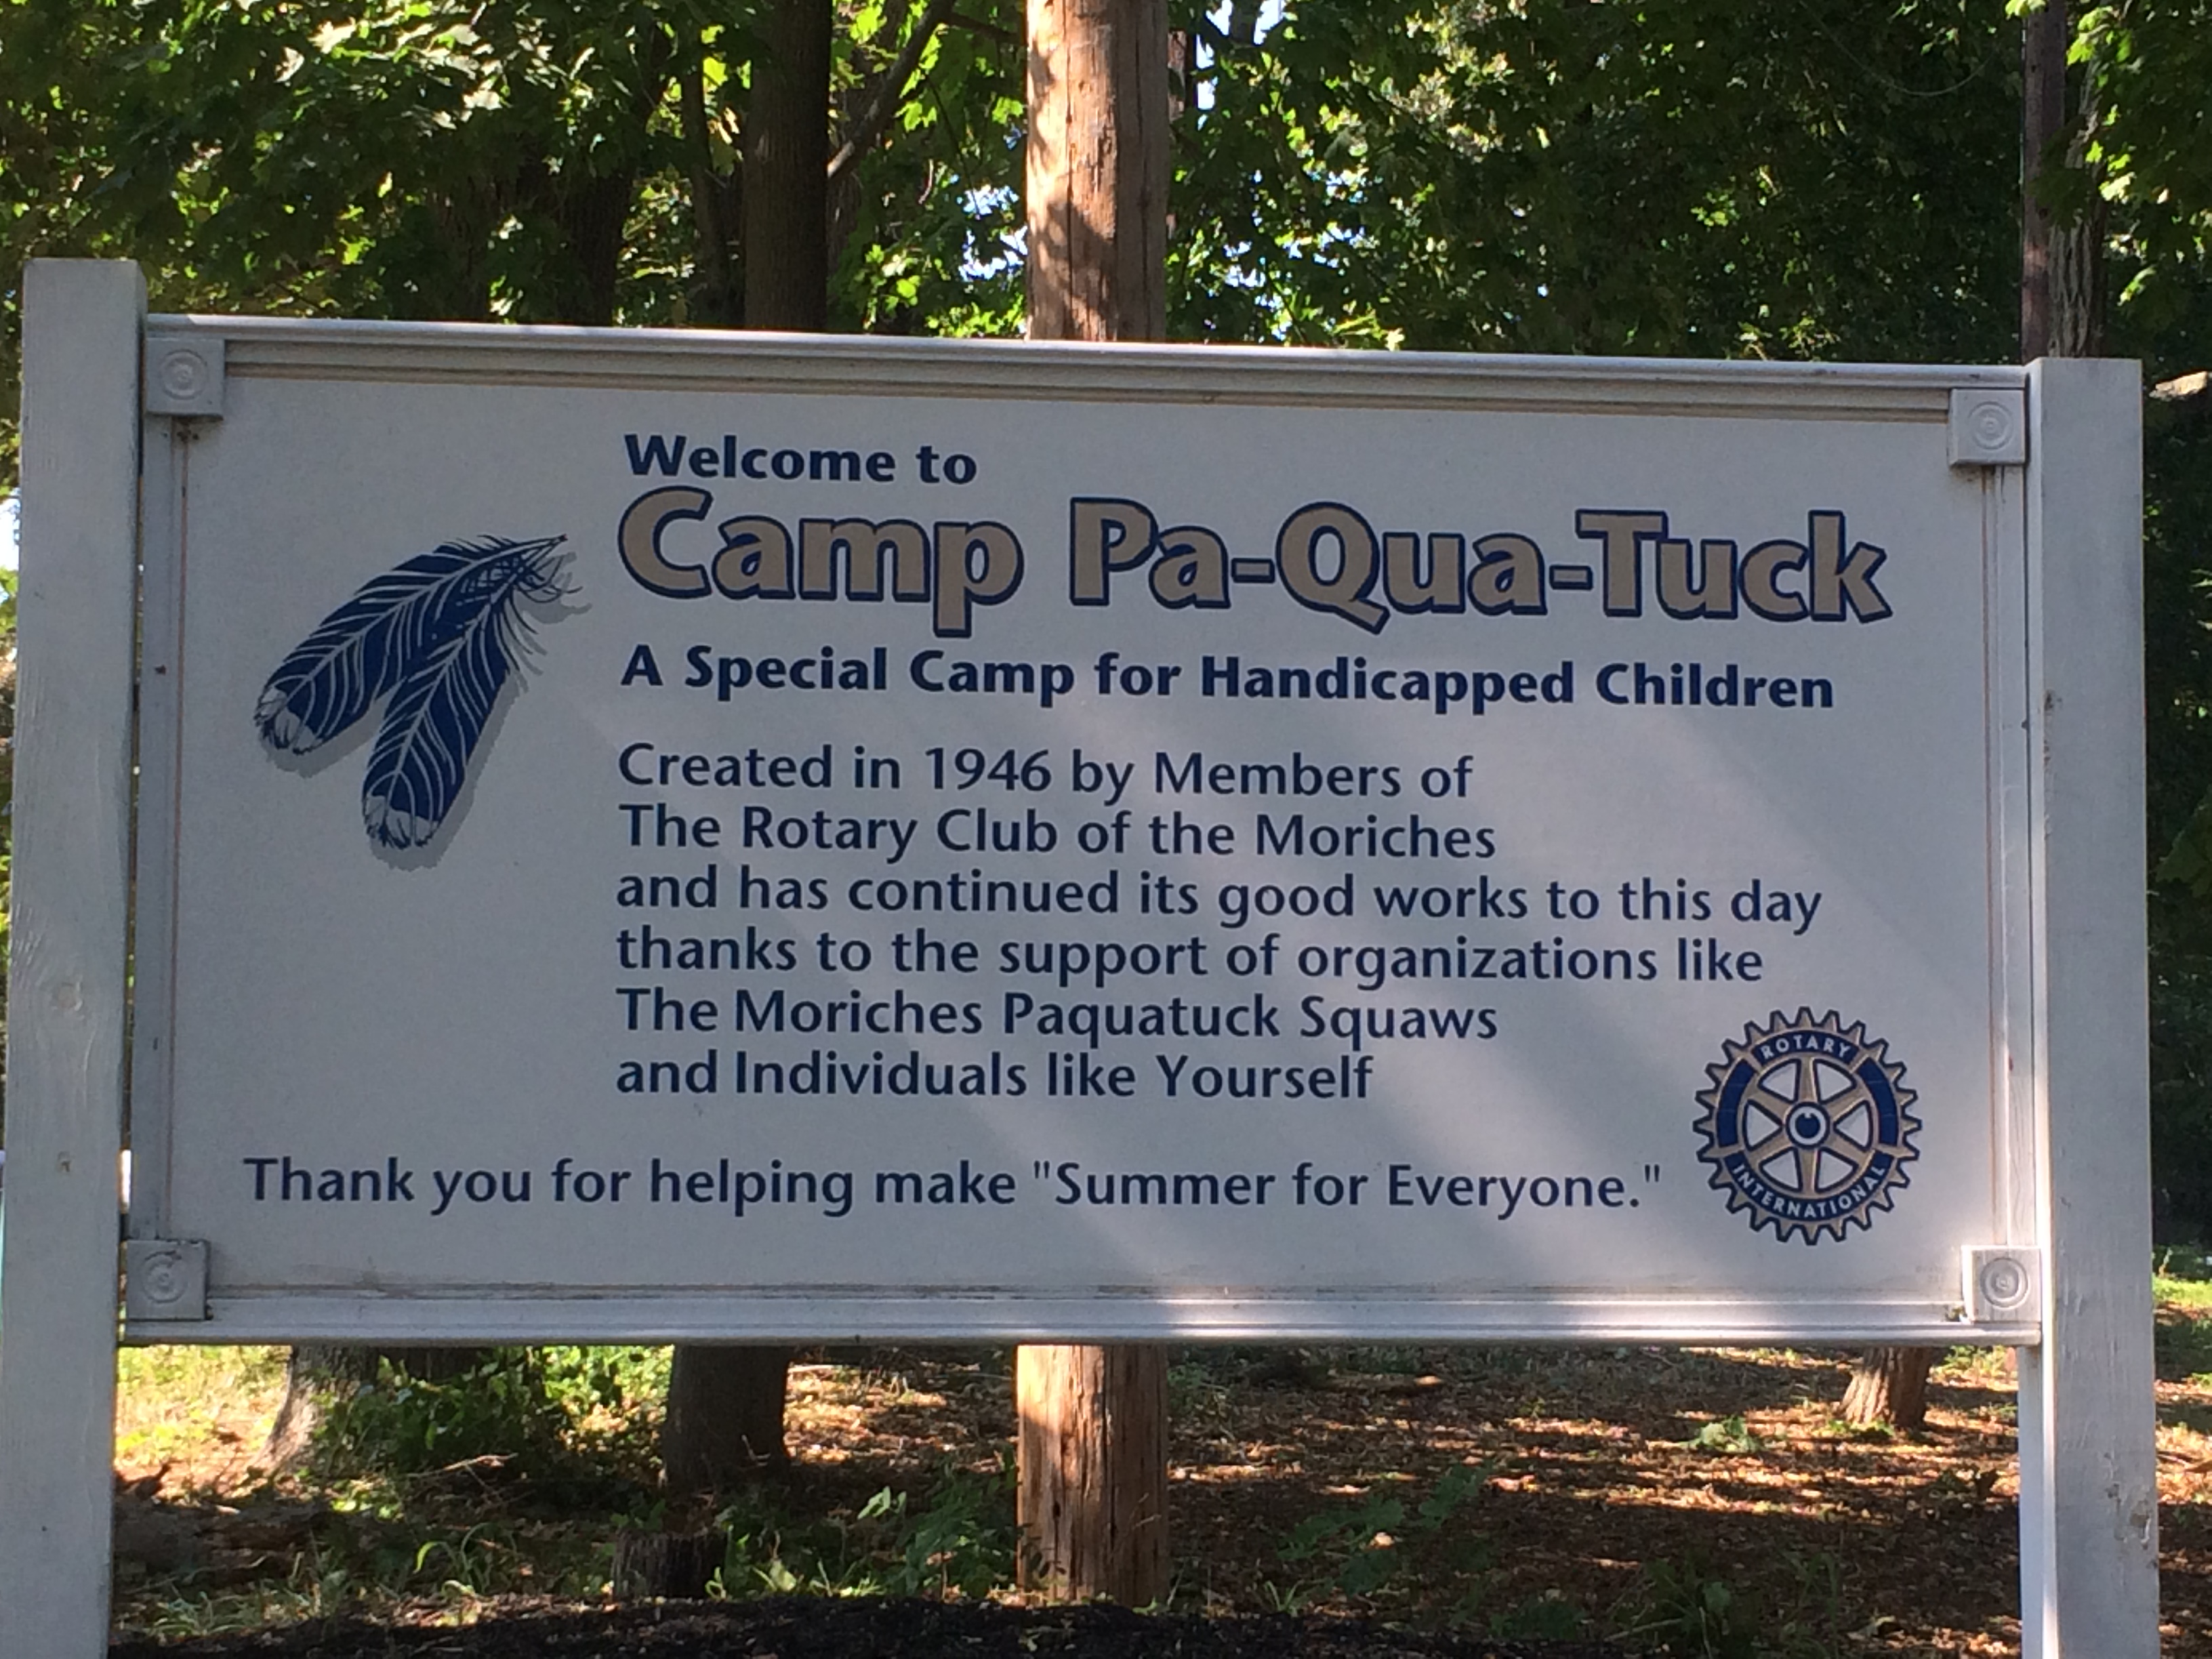 Welcome to
Camp Pa-Qua-Tuck
A Special Camp for Handicapped Children
Created in 1946 by Members of
The Rotary Club of the Moriches
and has continued its good works to this day
thanks to the support of organizations like
The Moriches Paquatuck Squaws
and Individuals like Yourself
Thank you for helping make "Summer for Everyone."
ROTARY
INTERNATIONAL